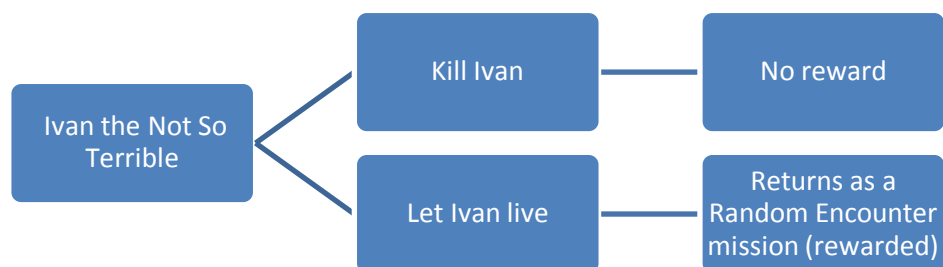 Ivan the Not So
Terrible
Kill Ivan
No reward
Let Ivan live
Returns as a
Random Encounter
mission (rewarded)